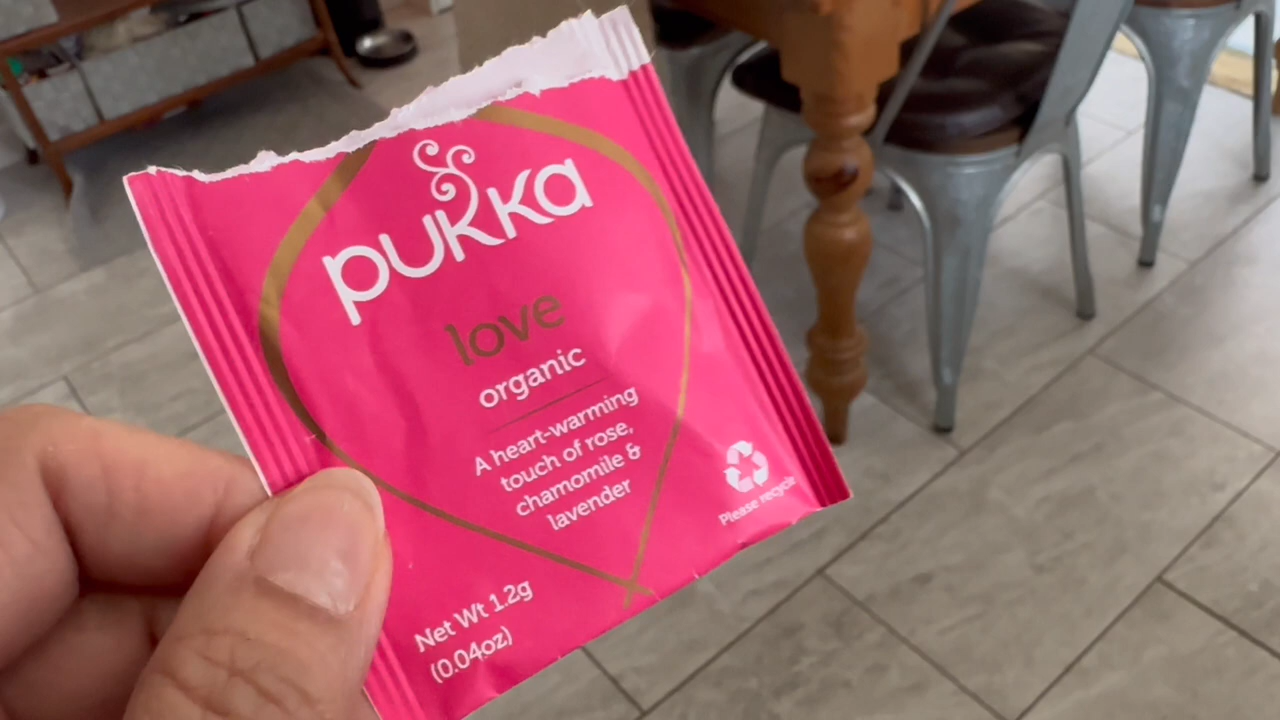 pukka
love
organic
A heart-warming
touch of rose,
chamomile &
lavender
Please recycle
Net Wt 1.2g
(0.04oz)